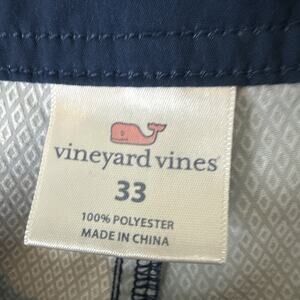 vineyard vines®
33
100% POLYESTER
MADE IN CHINA